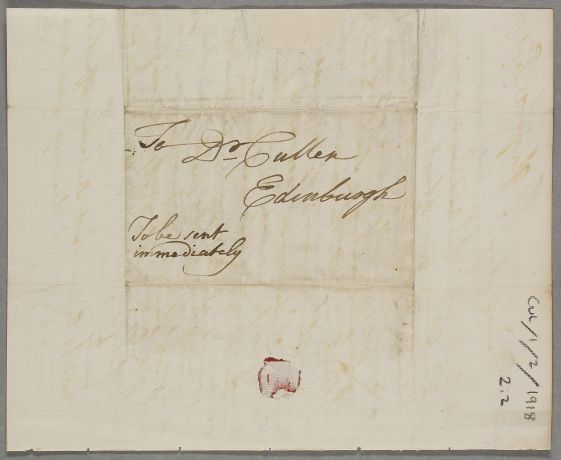 To
Dr. Cullen
Edinburgh
To be sent
immediately
CUL/1/2/1918
2.2